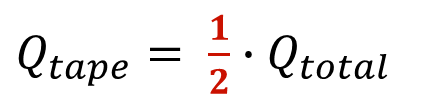 Q_tape = 1/2 · Q_total